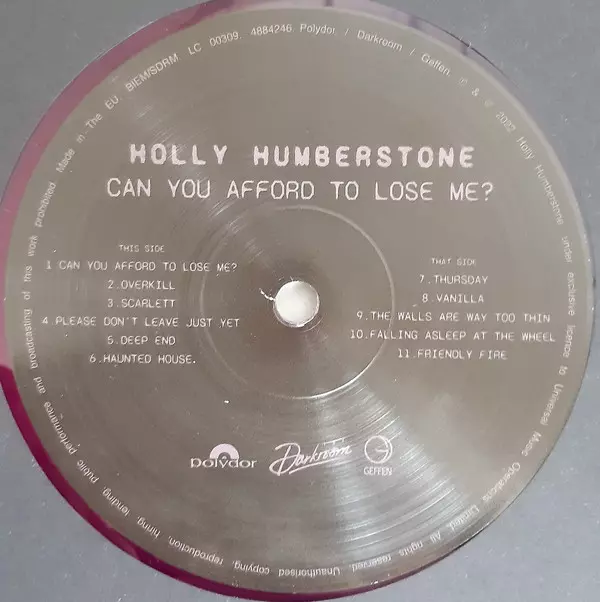 Unauthorised copying, reproduction, hiring, lending, public performance and broadcasting of this work prohibited. Made in The EU. BIEM/SDRM. LC 00309. 4884246. Polydor. / Darkroom / Geffen. ℗ & © 2022 Holly Humberstone under exclusive licence to Universal Music Operations Limited. All rights reserved.
HOLLY HUMBERSTONE
CAN YOU AFFORD TO LOSE ME?
THIS SIDE
1 CAN YOU AFFORD TO LOSE ME?
2.OVERKILL
3.SCARLETT
4.PLEASE DON'T LEAVE JUST YET
5.DEEP END
6.HAUNTED HOUSE.
THAT SIDE
7.THURSDAY
8.VANILLA
9.THE WALLS ARE WAY TOO THIN
10.FALLING ASLEEP AT THE WHEEL
11.FRIENDLY FIRE
polydor
Darkroom
GEFFEN